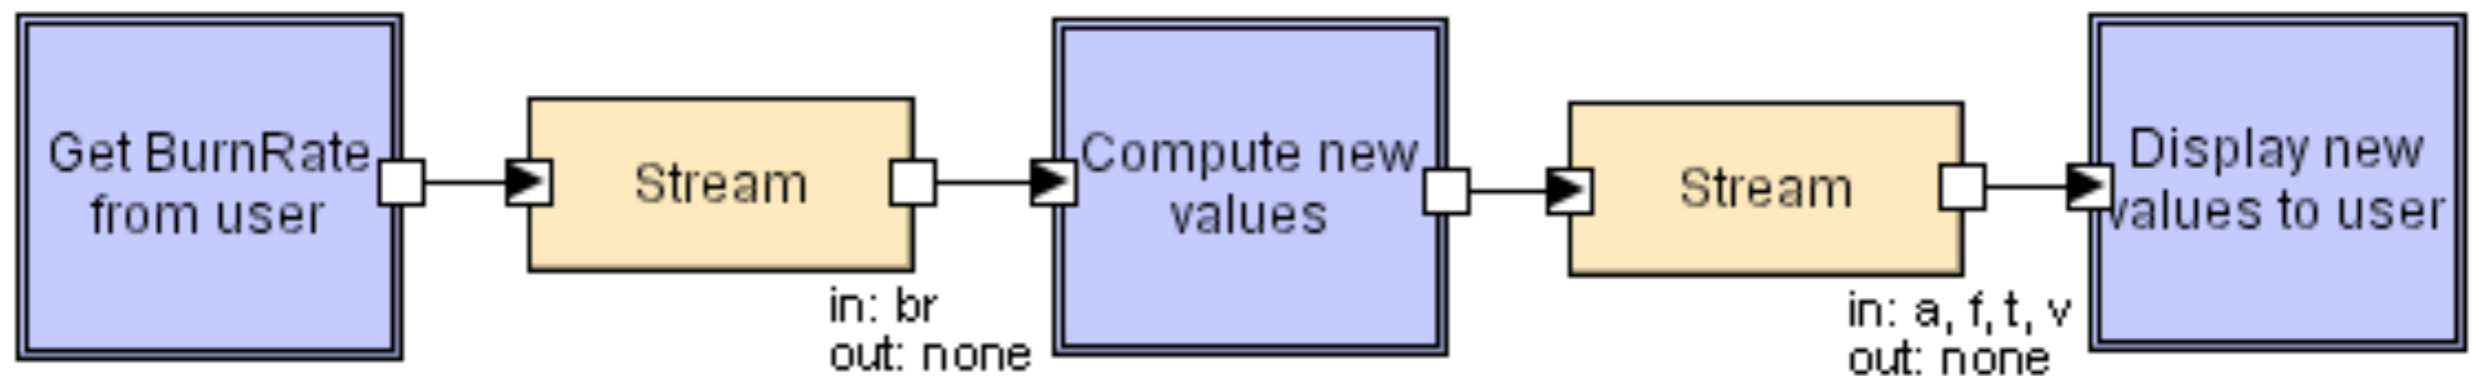 Get BurnRate
from user
Stream
in: br
out: none
Compute new
values
Stream
in: a, f, t, v
out: none
Display new
values to user